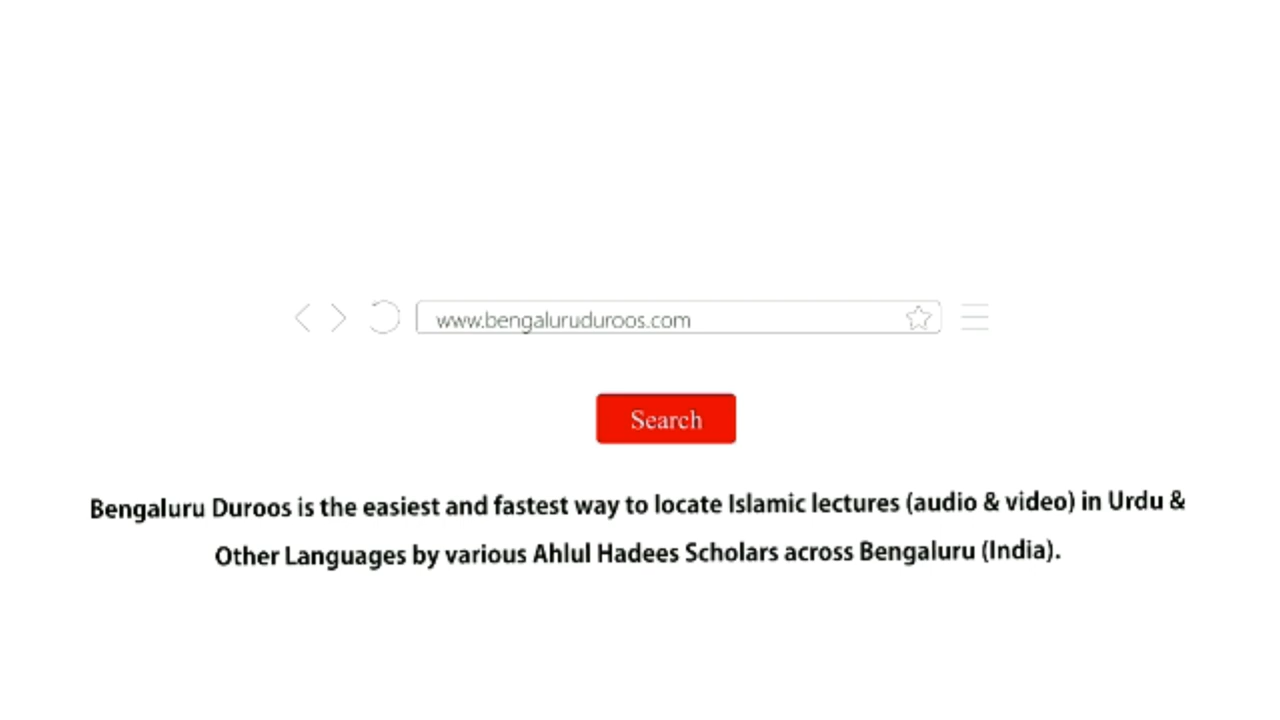 www.bengaluruduroos.com
Search
Bengaluru Duroos is the easiest and fastest way to locate Islamic lectures (audio & video) in Urdu &
Other Languages by various Ahlul Hadees Scholars across Bengaluru (India).